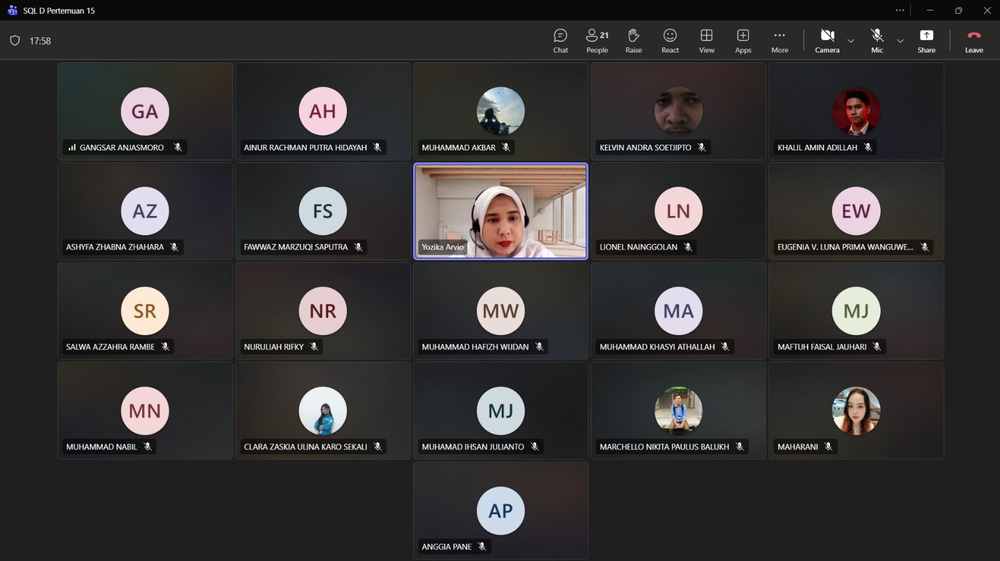 SQL D Pertemuan 15
17:58
Chat
People 21
Raise
React
View
Apps
More
Camera
Mic
Share
Leave
GA
GANGSAR ANJASMORO
AH
AINUR RACHMAN PUTRA HIDAYAH
MUHAMMAD AKBAR
KELVIN ANDRA SOETJIPTO
KHALIL AMIN ADILLAH
AZ
ASHYFA ZHABNA ZHAHARA
FS
FAWWAZ MARZUQI SAPUTRA
Yozika Arvio
LN
LIONEL NAINGGOLAN
EW
EUGENIA V. LUNA PRIMA WANGUWE...
SR
SALWA AZZAHRA RAMBE
NR
NURULIAH RIFKY
MW
MUHAMMAD HAFIZH WIJDAN
MA
MUHAMMAD KHASYI ATHALLAH
MJ
MAFTUH FAISAL JAUHARI
MN
MUHAMMAD NABIL
CLARA ZASKIA ULINA KARO SEKALI
MJ
MUHAMAD IHSAN JULIANTO
MARCHELLO NIKITA PAULUS BALUKH
MAHARANI
AP
ANGGIA PANE